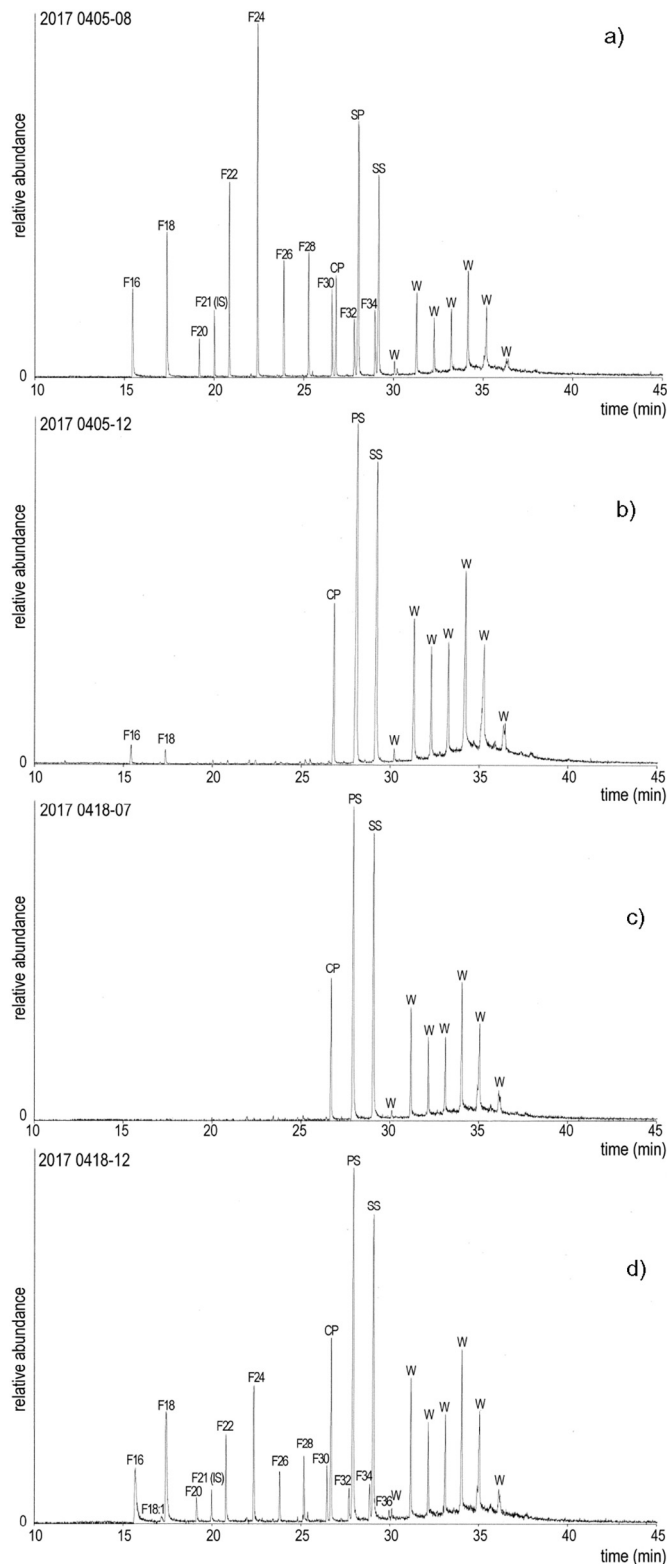 2017 0405-08
a)
relative abundance
F16
F18
F20
F21 (IS)
F22
F24
F26
F28
F30
CP
F32
SP
F34
SS
W
W
W
W
W
W
W
0
10 15 20 25 30 35 40 45
time (min)
2017 0405-12
b)
relative abundance
F16
F18
CP
PS
SS
W
W
W
W
W
W
W
0
10 15 20 25 30 35 40 45
time (min)
2017 0418-07
c)
relative abundance
CP
PS
SS
W
W
W
W
W
W
W
0
10 15 20 25 30 35 40 45
time (min)
2017 0418-12
d)
relative abundance
F16
F18:1
F18
F20
F21 (IS)
F22
F24
F26
F28
F30
CP
F32
PS
F34
SS
F36
W
W
W
W
W
W
W
0
10 15 20 25 30 35 40 45
time (min)